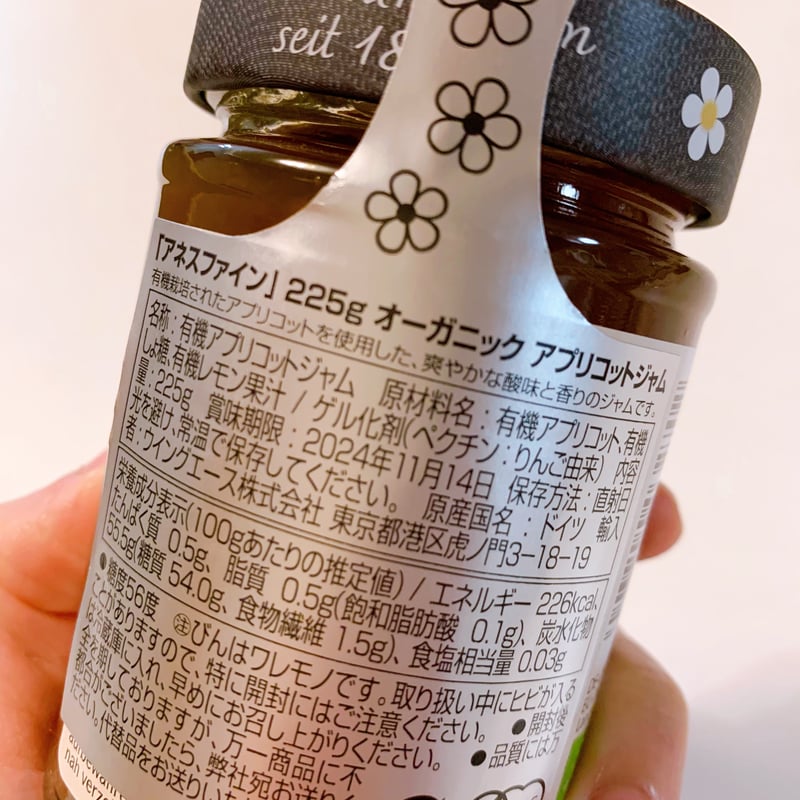 seit 18
「アネスファイン」 225g オーガニック アプリコットジャム
有機栽培されたアプリコットを使用した、爽やかな酸味と香りのジャムです。
名称：有機アプリコットジャム 原材料名：有機アプリコット、有機
しょ糖、有機レモン果汁 / ゲル化剤(ペクチン：りんご由来) 内容
量：225g 賞味期限：2024年11月14日 保存方法：直射日
光を避け、常温で保存してください。 原産国名：ドイツ 輸入
者：ウイングエース株式会社 東京都港区虎ノ門3-18-19
栄養成分表示(100gあたりの推定値) / エネルギー 226kcal、
たんぱく質 0.5g、脂質 0.5g(飽和脂肪酸 0.1g)、炭水化物
55.5g(糖質 54.0g、食物繊維 1.5g)、食塩相当量 0.03g
●糖度56度 ㊟びんはワレモノです。取り扱い中にヒビが入る
ことがありますので、特に開封にはご注意ください。 ●開封後
は冷蔵庫に入れ、早めにお召し上がりください。 ●品質には万
全を期しておりますが、万一商品に不
都合がございましたら、弊社宛お送りく
ださい。代替品をお送りいた
nah verze